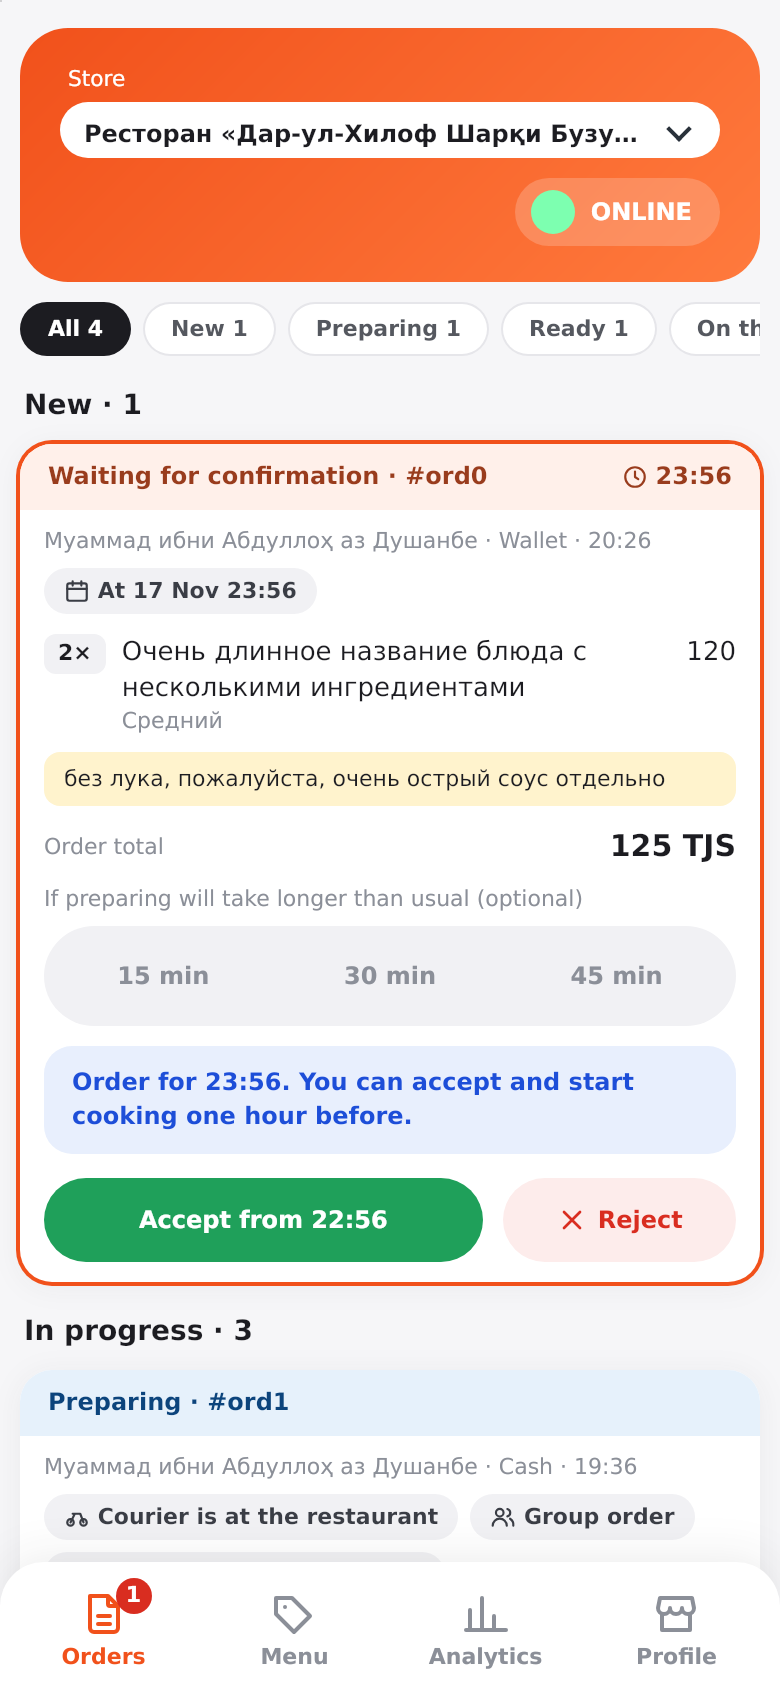 Store
Ресторан «Дар-ул-Хилоф Шарқи Бузу...
ONLINE
All 4
New 1
Preparing 1
Ready 1
On th
New · 1
Waiting for confirmation · #ord0
23:56
Муаммад ибни Абдуллоҳ аз Душанбе · Wallet · 20:26
At 17 Nov 23:56
2× Очень длинное название блюда с 120
несколькими ингредиентами
Средний
без лука, пожалуйста, очень острый соус отдельно
Order total 125 TJS
If preparing will take longer than usual (optional)
15 min 30 min 45 min
Order for 23:56. You can accept and start
cooking one hour before.
Accept from 22:56
Reject
In progress · 3
Preparing · #ord1
Муаммад ибни Абдуллоҳ аз Душанбе · Cash · 19:36
Courier is at the restaurant
Group order
1
Orders
Menu
Analytics
Profile